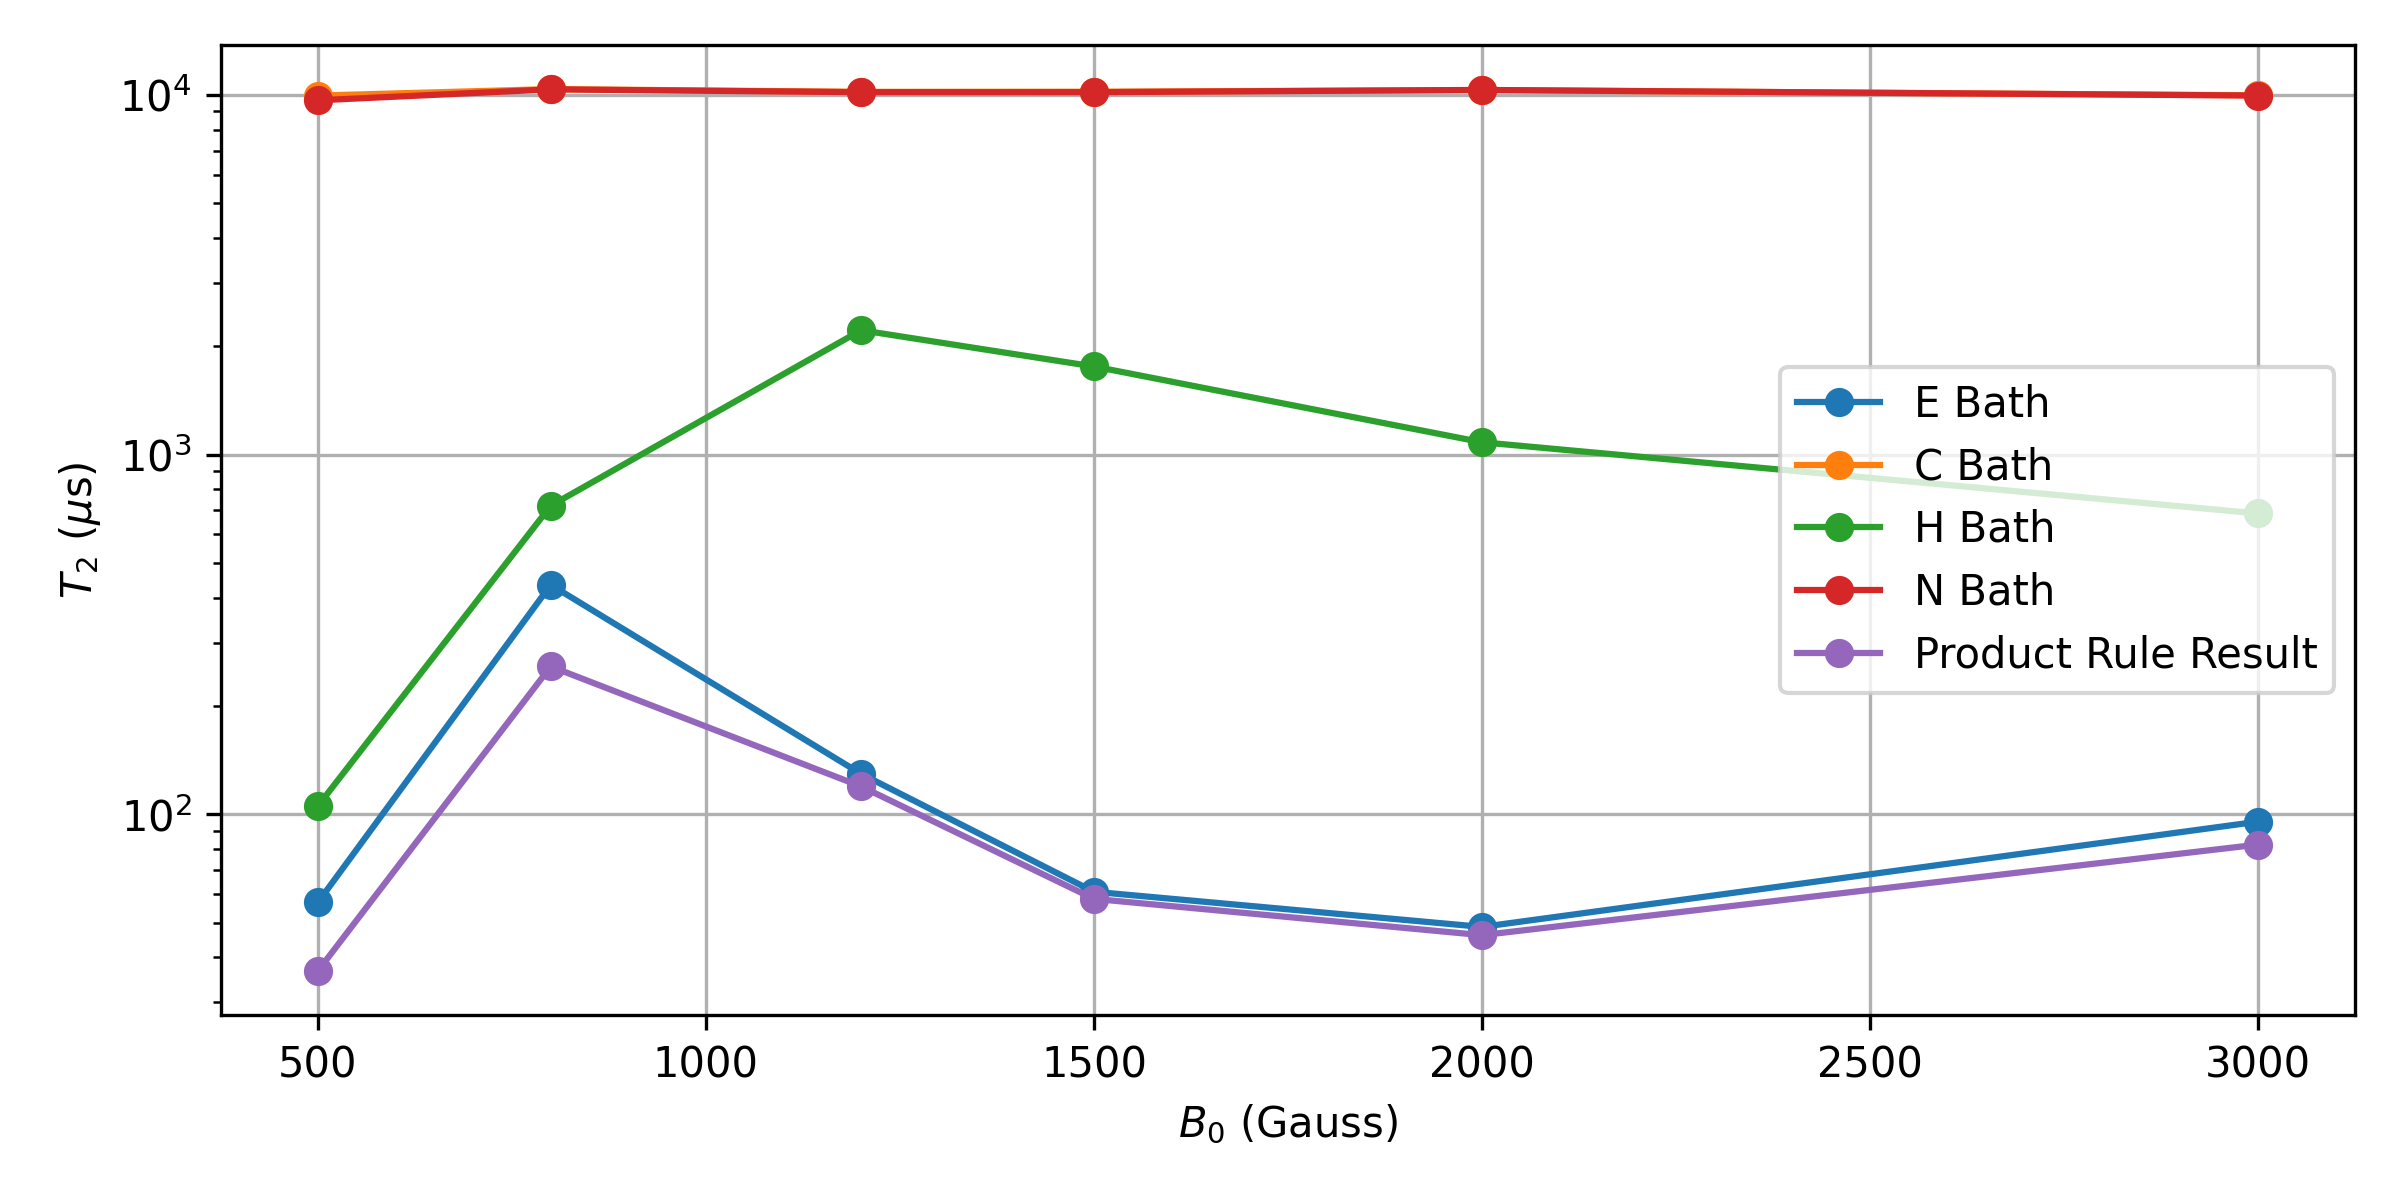 10⁴
10³
10²
T₂ (μs)
500 1000 1500 2000 2500 3000
B₀ (Gauss)
E Bath
C Bath
H Bath
N Bath
Product Rule Result